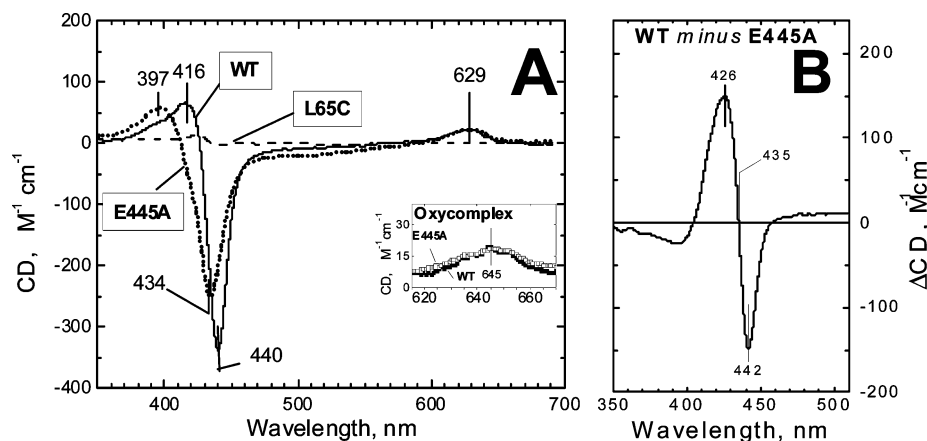 200
100
0
-100
-200
-300
-400
CD, M⁻¹ cm⁻¹
397
416
WT
L65C
629
A
E445A
434
440
Oxycomplex
30
15
0
CD, M⁻¹cm⁻¹
E445A
WT
645
620 640 660
400 500 600 700
Wavelength, nm
WT minus E445A
B
426
435
442
200
100
0
-100
-200
ΔCD, M⁻¹cm⁻¹
350 400 450 500
Wavelength, nm